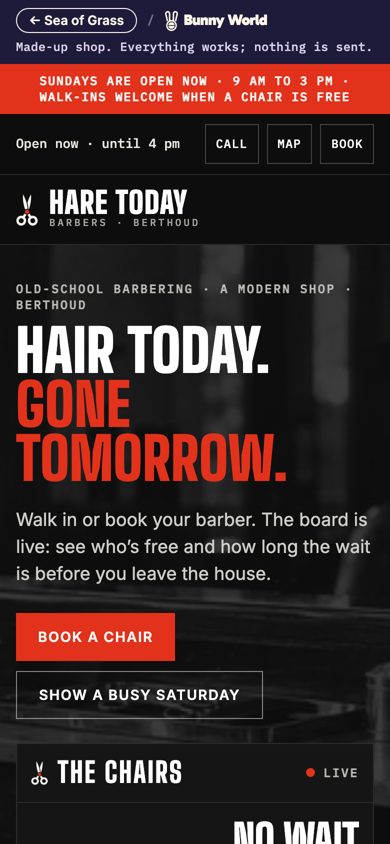 ← Sea of Grass / Bunny World
Made-up shop. Everything works; nothing is sent.
SUNDAYS ARE OPEN NOW · 9 AM TO 3 PM ·
WALK-INS WELCOME WHEN A CHAIR IS FREE
Open now · until 4 pm CALL MAP BOOK
HARE TODAY
BARBERS · BERTHOUD
OLD-SCHOOL BARBERING · A MODERN SHOP ·
BERTHOUD
HAIR TODAY.
GONE
TOMORROW.
Walk in or book your barber. The board is
live: see who’s free and how long the wait
is before you leave the house.
BOOK A CHAIR
SHOW A BUSY SATURDAY
THE CHAIRS LIVE
NO WAIT